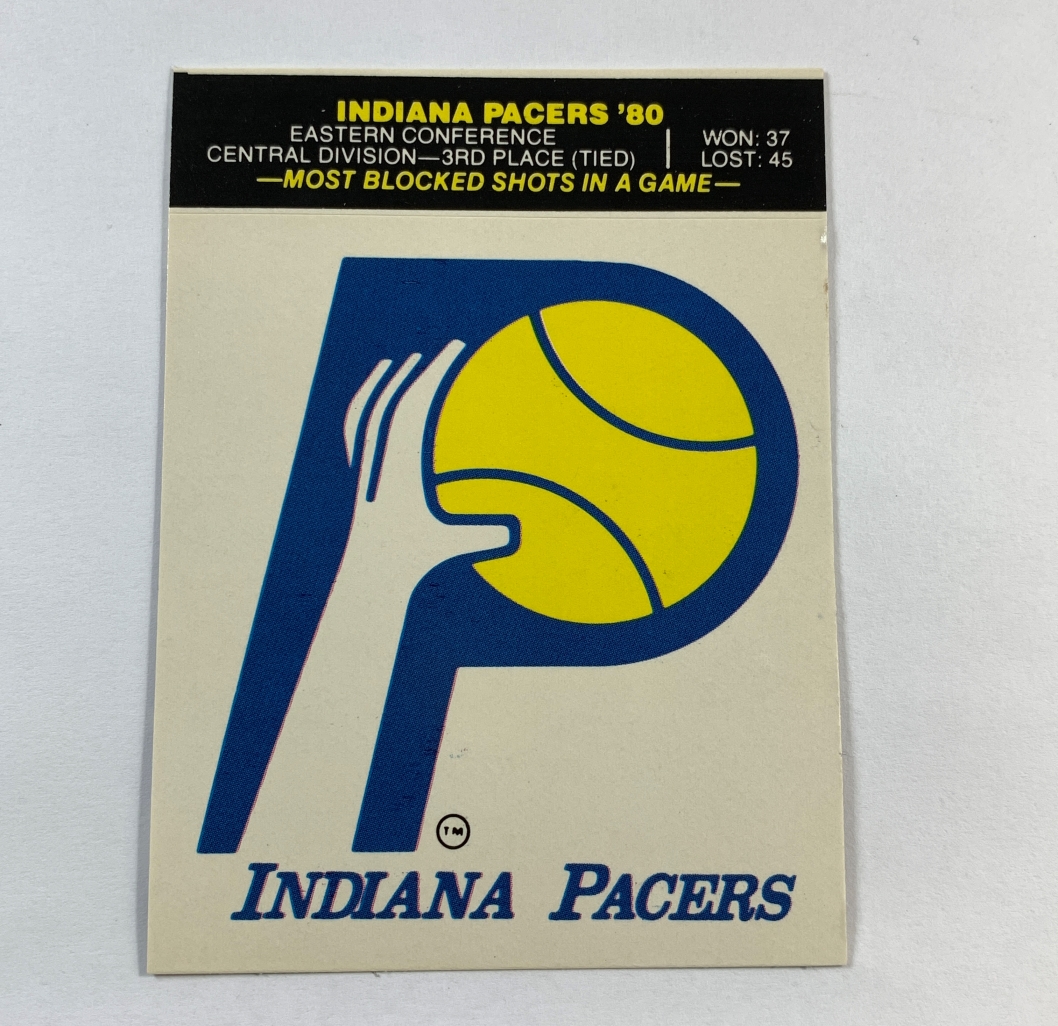 INDIANA PACERS '80
EASTERN CONFERENCE
CENTRAL DIVISION—3RD PLACE (TIED)
WON: 37
LOST: 45
—MOST BLOCKED SHOTS IN A GAME—
TM
INDIANA PACERS